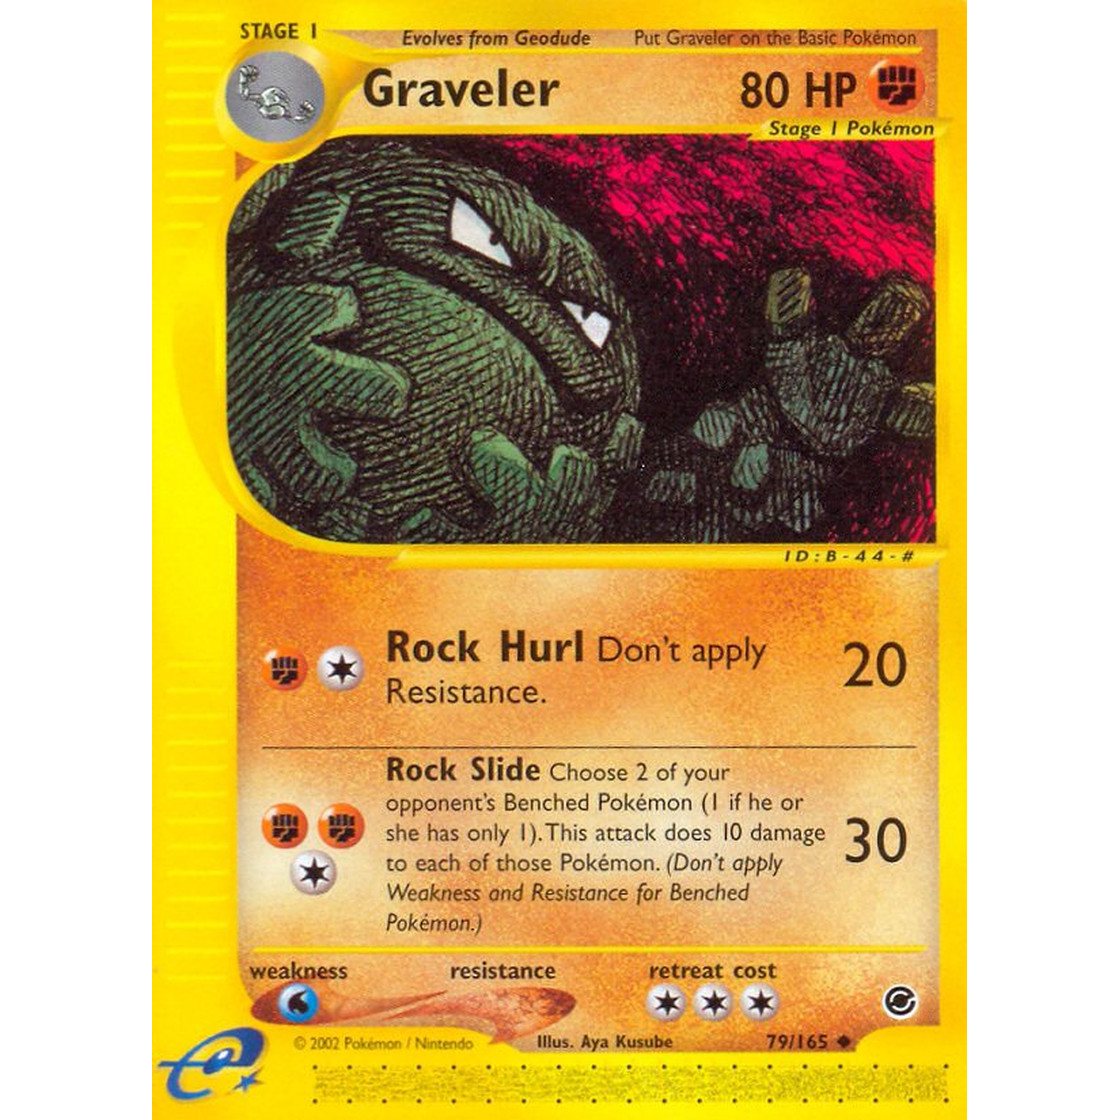 STAGE 1
Evolves from Geodude
Put Graveler on the Basic Pokémon
Graveler
80 HP
Stage 1 Pokémon
ID:B-44-#
Rock Hurl Don't apply
Resistance.
20
Rock Slide Choose 2 of your
opponent's Benched Pokémon (1 if he or
she has only 1). This attack does 10 damage
to each of those Pokémon. (Don't apply
Weakness and Resistance for Benched
Pokémon.)
30
weakness
resistance
retreat cost
© 2002 Pokémon / Nintendo
Illus. Aya Kusube
79/165
e